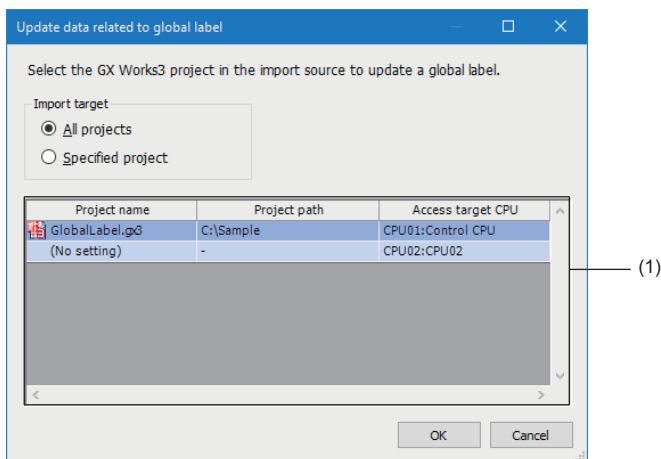 Update data related to global label
Select the GX Works3 project in the import source to update a global label.
Import target
All projects
Specified project
Project name Project path Access target CPU
GlobalLabel.gx3 C:\Sample CPU01:Control CPU
(No setting) - CPU02:CPU02
(1)
OK Cancel